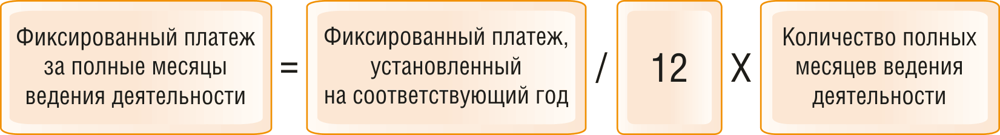 Фиксированный платеж
за полные месяцы
ведения деятельности
=
Фиксированный платеж,
установленный
на соответствующий год
/
12
X
Количество полных
месяцев ведения
деятельности